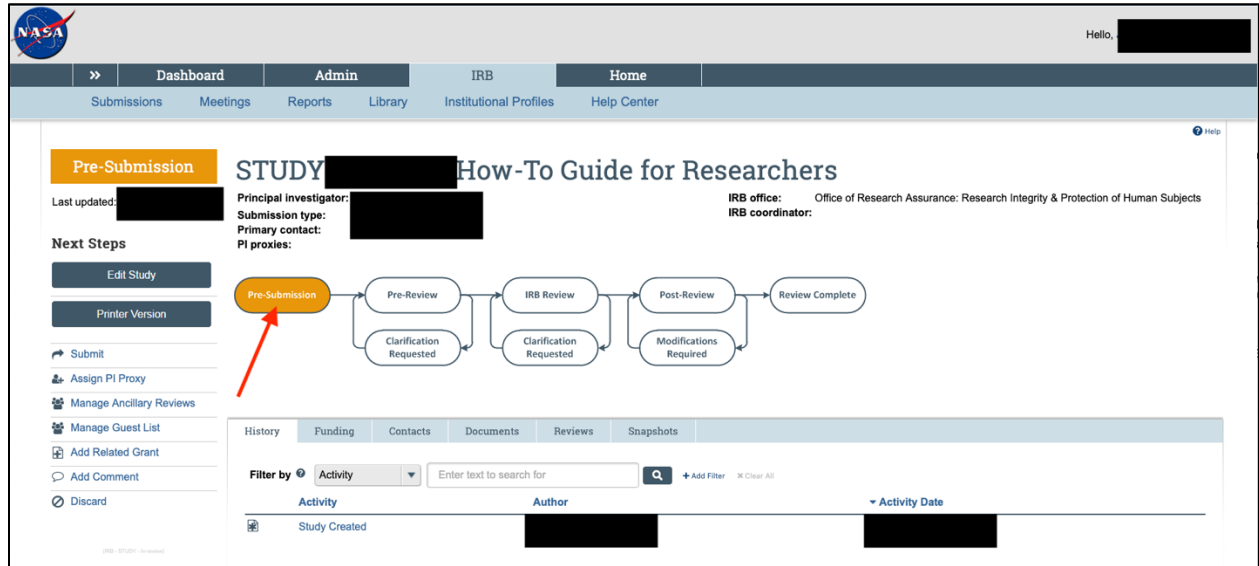 NASA
Hello,
» Dashboard Admin IRB Home
Submissions Meetings Reports Library Institutional Profiles Help Center
? Help
Pre-Submission
Last updated:
Next Steps
Edit Study
Printer Version
Submit
Assign PI Proxy
Manage Ancillary Reviews
Manage Guest List
Add Related Grant
Add Comment
Discard
STUDY How-To Guide for Researchers
Principal investigator:
Submission type:
Primary contact:
PI proxies:
IRB office: Office of Research Assurance: Research Integrity & Protection of Human Subjects
IRB coordinator:
Pre-Submission Pre-Review IRB Review Post-Review Review Complete
Clarification Requested Clarification Requested Modifications Required
History Funding Contacts Documents Reviews Snapshots
Filter by ? Activity Enter text to search for + Add Filter × Clear All
Activity Author Activity Date
Study Created